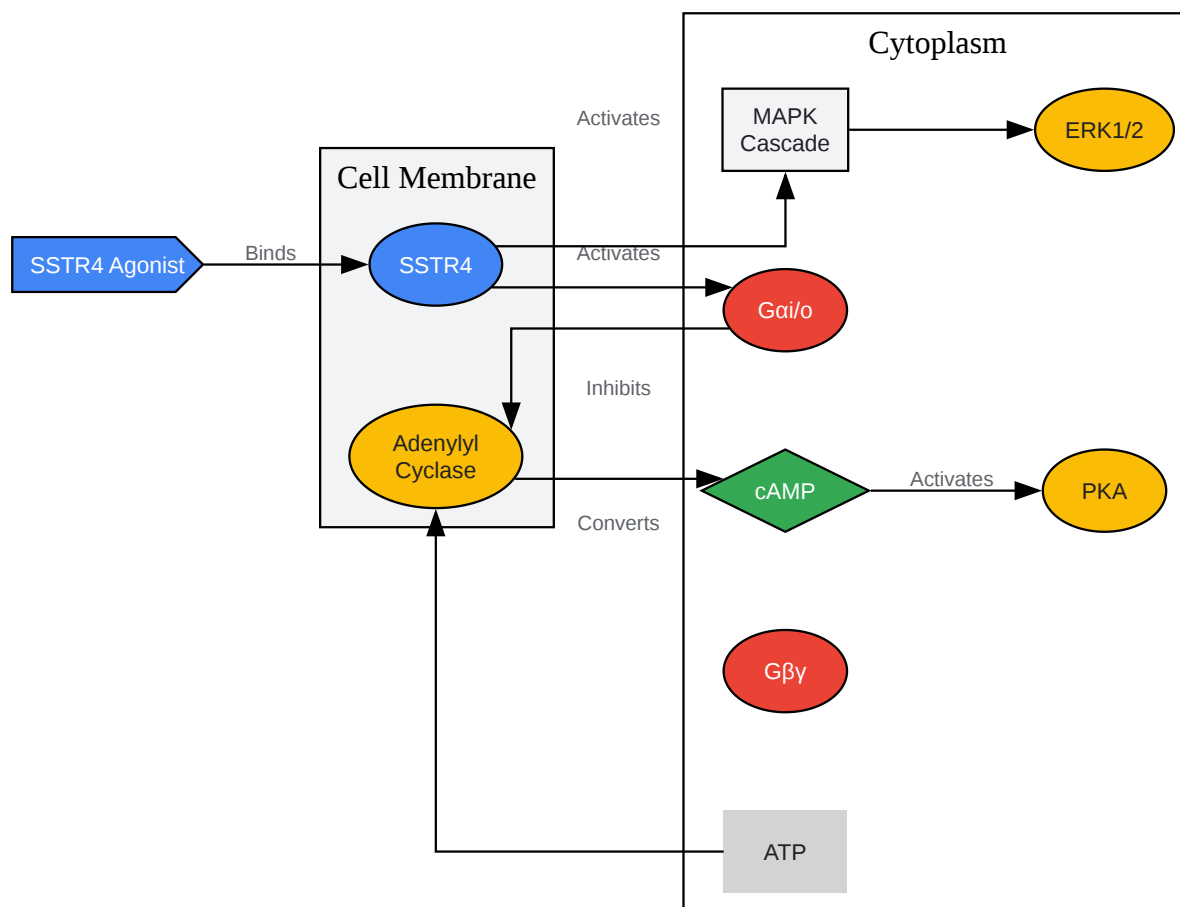 Cytoplasm
MAPK
Cascade
ERK1/2
Activates
Cell Membrane
SSTR4 Agonist
Binds
SSTR4
Activates
Gαi/o
Inhibits
Adenylyl
Cyclase
cAMP
Activates
PKA
Converts
Gβγ
ATP